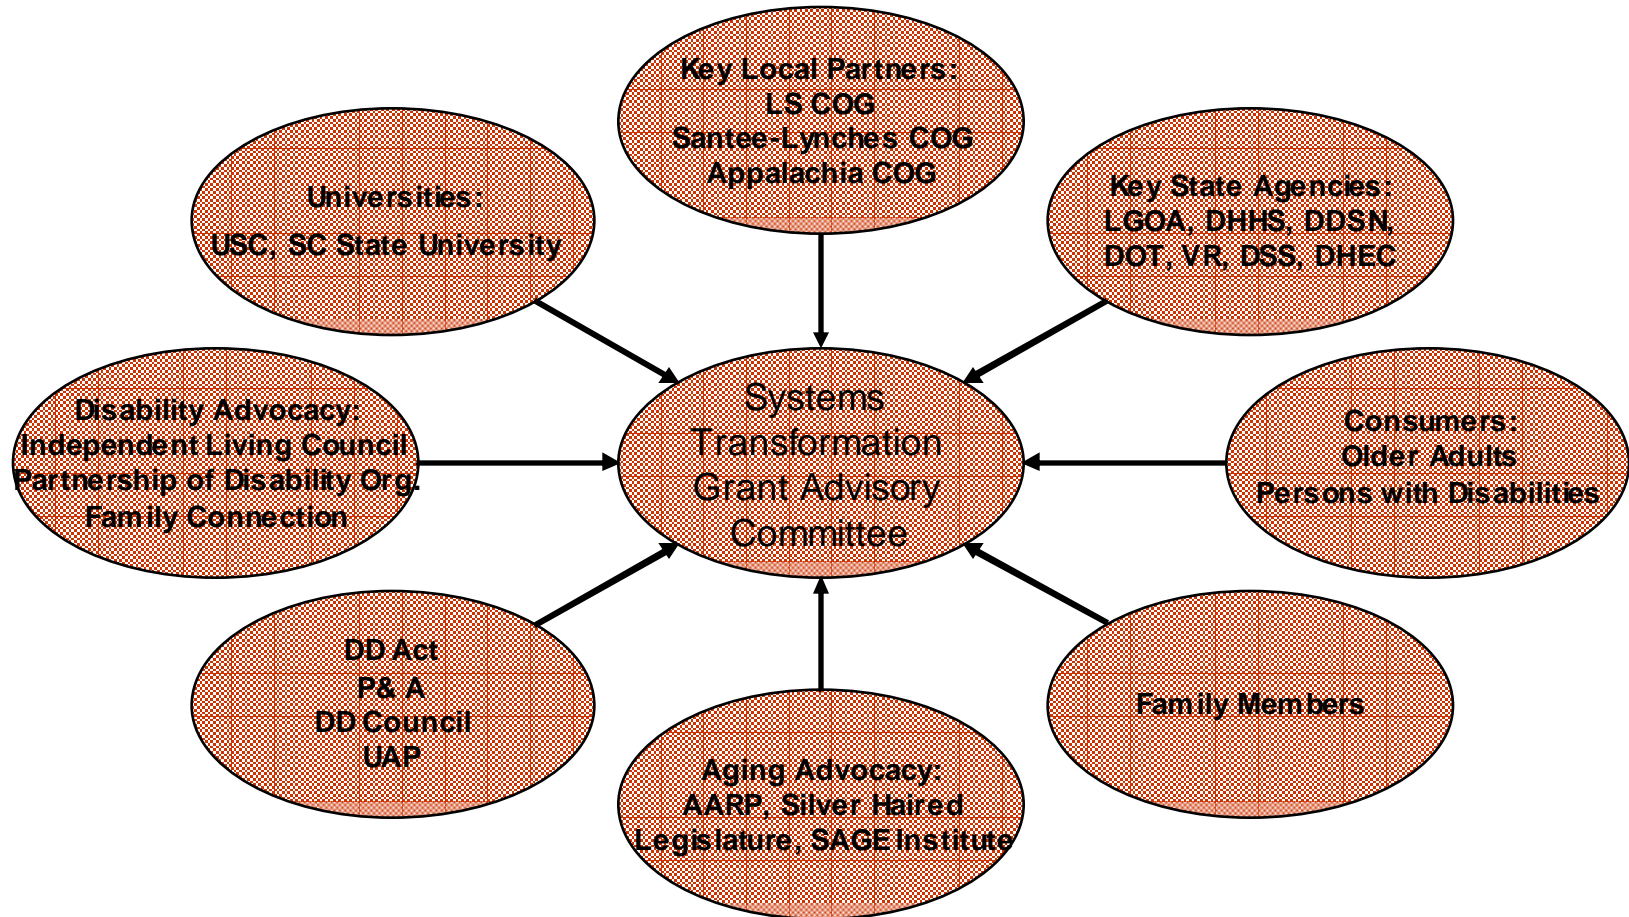 Key Local Partners:
LS COG
Santee-Lynches COG
Appalachia COG
Universities:
USC, SC State University
Key State Agencies:
LGOA, DHHS, DDSN,
DOT, VR, DSS, DHEC
Disability Advocacy:
Independent Living Council
Partnership of Disability Org.
Family Connection
Systems
Transformation
Grant Advisory
Committee
Consumers:
Older Adults
Persons with Disabilities
DD Act
P& A
DD Council
UAP
Aging Advocacy:
AARP, Silver Haired
Legislature, SAGE Institute
Family Members